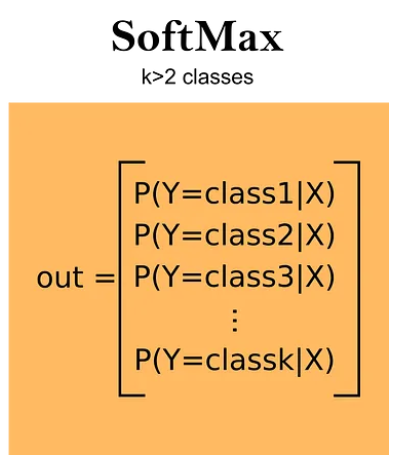 SoftMax
k>2 classes
P(Y=class1|X)
P(Y=class2|X)
out = P(Y=class3|X)
⋮
P(Y=classk|X)